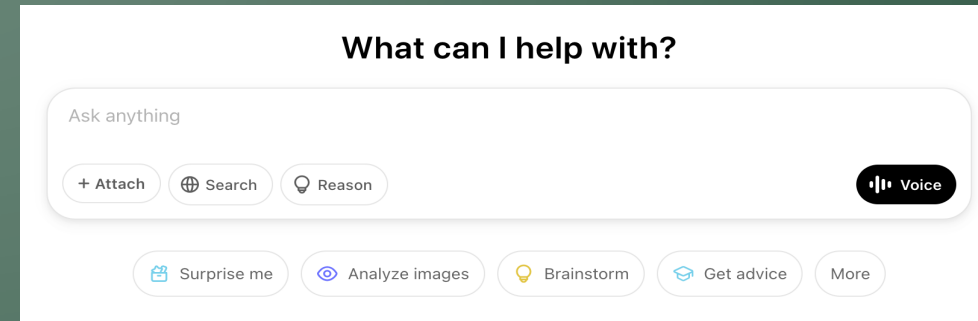 What can I help with?
Ask anything
+ Attach Search Reason Voice
Surprise me Analyze images Brainstorm Get advice More